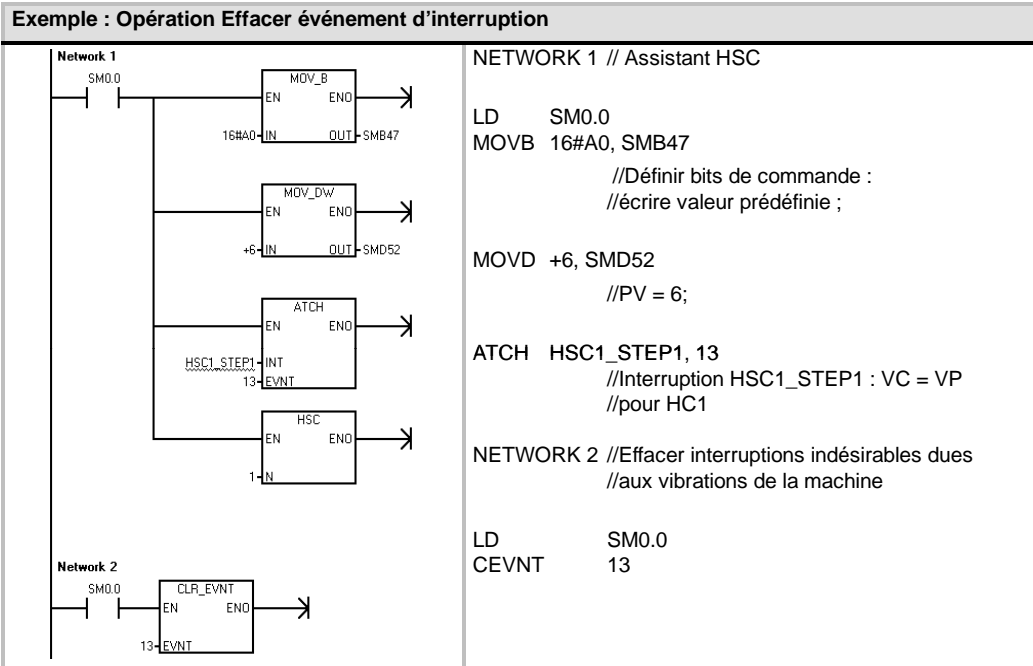 Exemple : Opération Effacer événement d’interruption
Network 1
SM0.0
MOV_B
EN ENO
16#A0 IN OUT SMB47
MOV_DW
EN ENO
+6 IN OUT SMD52
ATCH
EN ENO
HSC1_STEP1 INT
13 EVNT
HSC
EN ENO
1 N
Network 2
SM0.0
CLR_EVNT
EN ENO
13 EVNT
NETWORK 1 // Assistant HSC
LD SM0.0
MOVB 16#A0, SMB47
//Définir bits de commande :
//écrire valeur prédéfinie ;
MOVD +6, SMD52
//PV = 6;
ATCH HSC1_STEP1, 13
//Interruption HSC1_STEP1 : VC = VP
//pour HC1
NETWORK 2 //Effacer interruptions indésirables dues
//aux vibrations de la machine
LD SM0.0
CEVNT 13